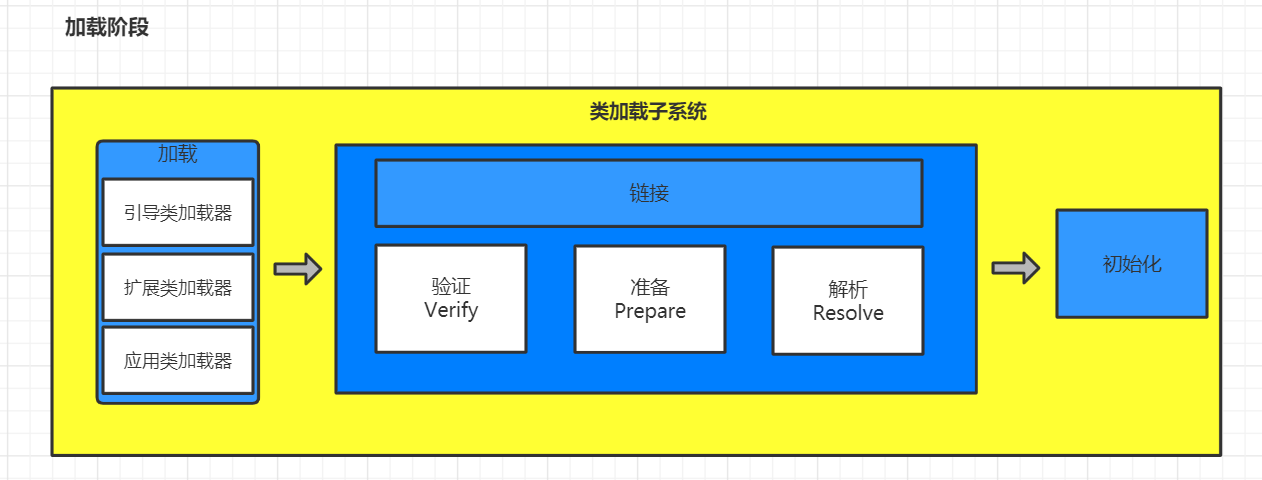 加载阶段
类加载子系统
加载
引导类加载器
扩展类加载器
应用类加载器
链接
验证
Verify
准备
Prepare
解析
Resolve
初始化